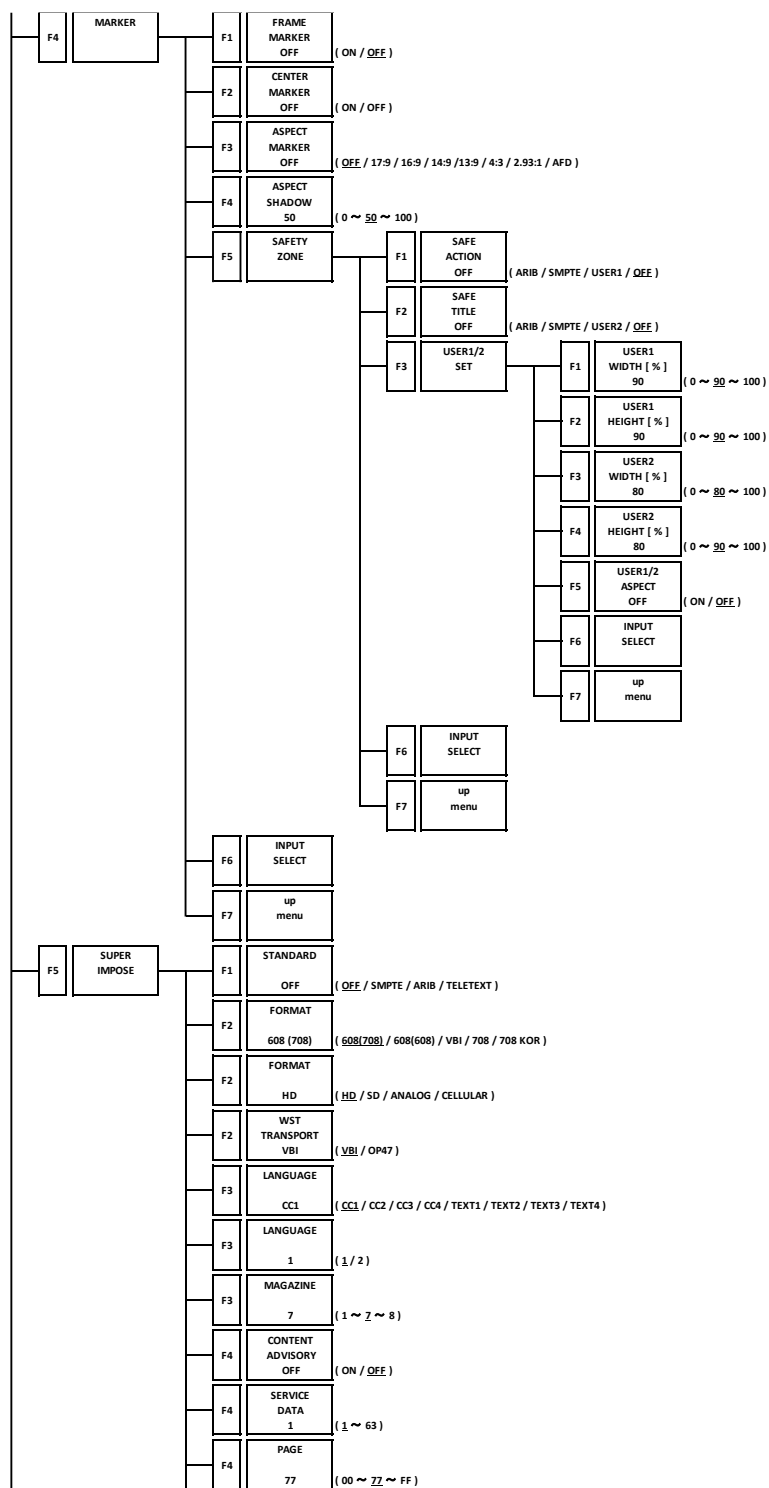 F4
MARKER
F1
FRAME
MARKER
OFF
( ON / OFF )
F2
CENTER
MARKER
OFF
( ON / OFF )
F3
ASPECT
MARKER
OFF
( OFF / 17:9 / 16:9 / 14:9 /13:9 / 4:3 / 2.93:1 / AFD )
F4
ASPECT
SHADOW
50
( 0 ~ 50 ~ 100 )
F5
SAFETY
ZONE
F1
SAFE
ACTION
OFF
( ARIB / SMPTE / USER1 / OFF )
F2
SAFE
TITLE
OFF
( ARIB / SMPTE / USER2 / OFF )
F3
USER1/2
SET
F1
USER1
WIDTH [ % ]
90
( 0 ~ 90 ~ 100 )
F2
USER1
HEIGHT [ % ]
90
( 0 ~ 90 ~ 100 )
F3
USER2
WIDTH [ % ]
80
( 0 ~ 80 ~ 100 )
F4
USER2
HEIGHT [ % ]
80
( 0 ~ 90 ~ 100 )
F5
USER1/2
ASPECT
OFF
( ON / OFF )
F6
INPUT
SELECT
F7
up
menu
F6
INPUT
SELECT
F7
up
menu
F6
INPUT
SELECT
F7
up
menu
F5
SUPER
IMPOSE
F1
STANDARD
OFF
( OFF / SMPTE / ARIB / TELETEXT )
F2
FORMAT
608 (708)
( 608(708) / 608(608) / VBI / 708 / 708 KOR )
F2
FORMAT
HD
( HD / SD / ANALOG / CELLULAR )
F2
WST
TRANSPORT
VBI
( VBI / OP47 )
F3
LANGUAGE
CC1
( CC1 / CC2 / CC3 / CC4 / TEXT1 / TEXT2 / TEXT3 / TEXT4 )
F3
LANGUAGE
1
( 1 / 2 )
F3
MAGAZINE
7
( 1 ~ 7 ~ 8 )
F4
CONTENT
ADVISORY
OFF
( ON / OFF )
F4
SERVICE
DATA
1
( 1 ~ 63 )
F4
PAGE
77
( 00 ~ 77 ~ FF )